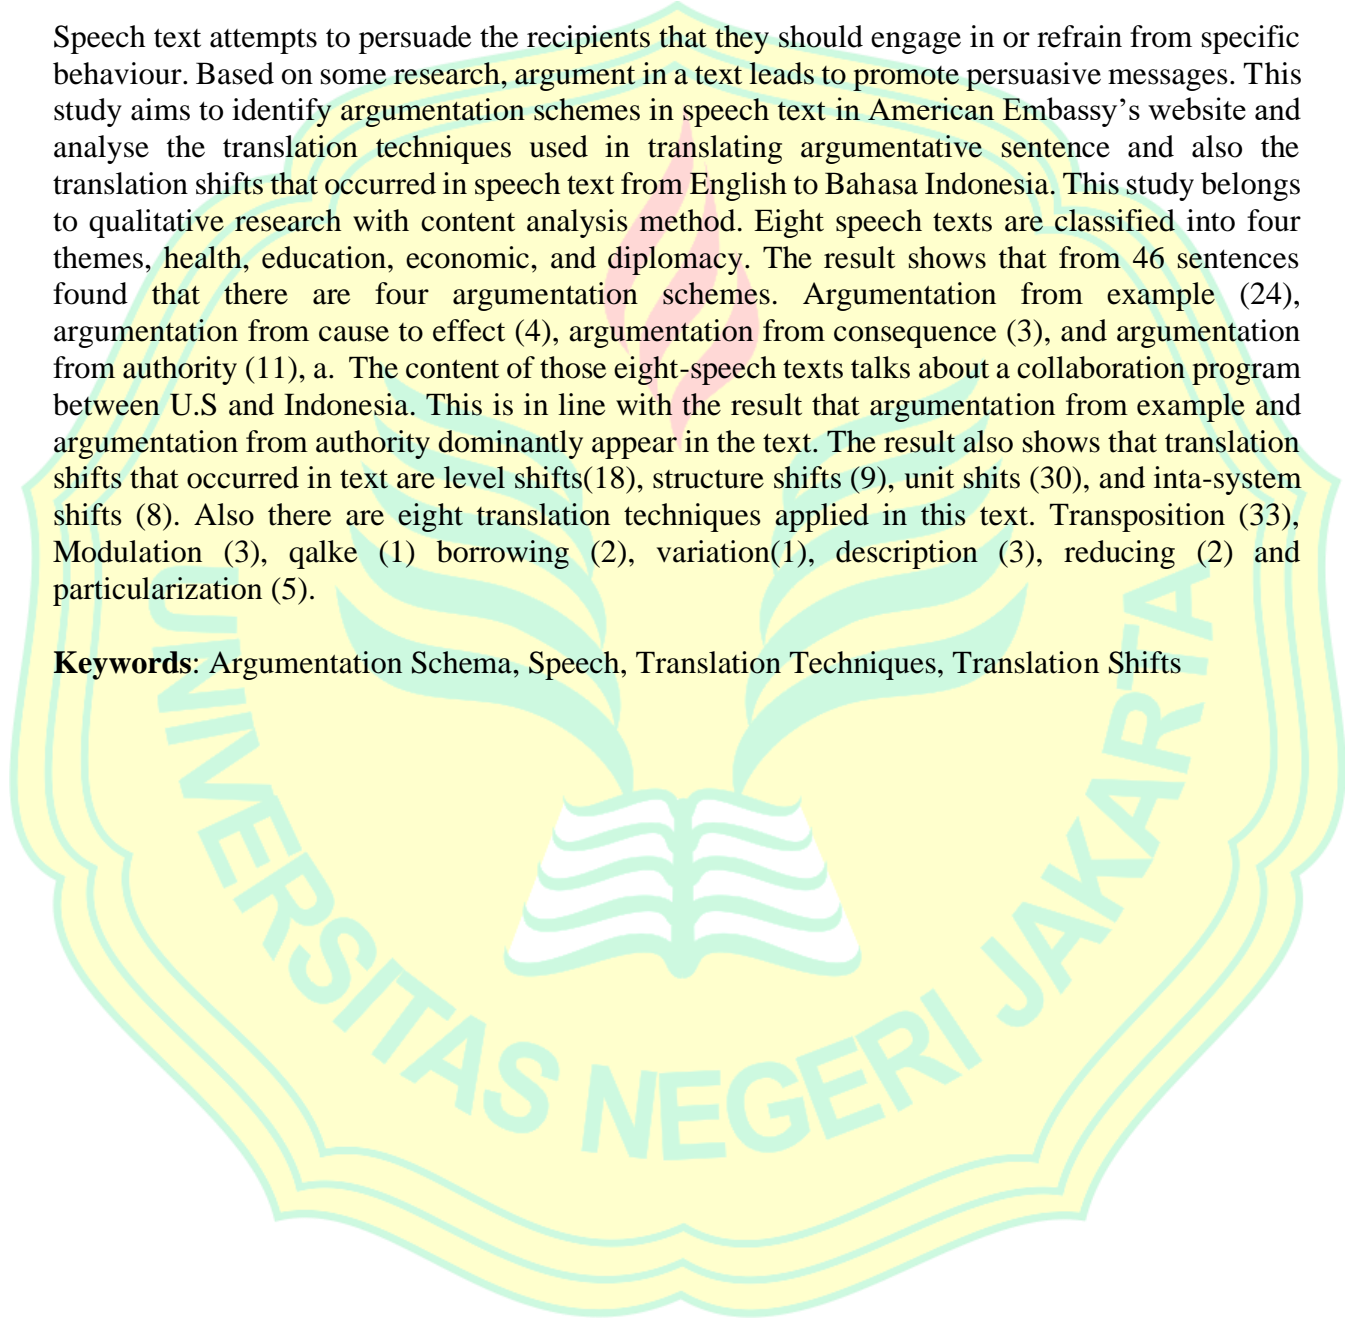 Speech text attempts to persuade the recipients that they should engage in or refrain from specific
behaviour. Based on some research, argument in a text leads to promote persuasive messages. This
study aims to identify argumentation schemes in speech text in American Embassy’s website and
analyse the translation techniques used in translating argumentative sentence and also the
translation shifts that occurred in speech text from English to Bahasa Indonesia. This study belongs
to qualitative research with content analysis method. Eight speech texts are classified into four
themes, health, education, economic, and diplomacy. The result shows that from 46 sentences
found that there are four argumentation schemes. Argumentation from example (24),
argumentation from cause to effect (4), argumentation from consequence (3), and argumentation
from authority (11), a. The content of those eight-speech texts talks about a collaboration program
between U.S and Indonesia. This is in line with the result that argumentation from example and
argumentation from authority dominantly appear in the text. The result also shows that translation
shifts that occurred in text are level shifts(18), structure shifts (9), unit shits (30), and inta-system
shifts (8). Also there are eight translation techniques applied in this text. Transposition (33),
Modulation (3), qalke (1) borrowing (2), variation(1), description (3), reducing (2) and
particularization (5).
Keywords: Argumentation Schema, Speech, Translation Techniques, Translation Shifts
UNIVERSITAS NEGERI JAKARTA